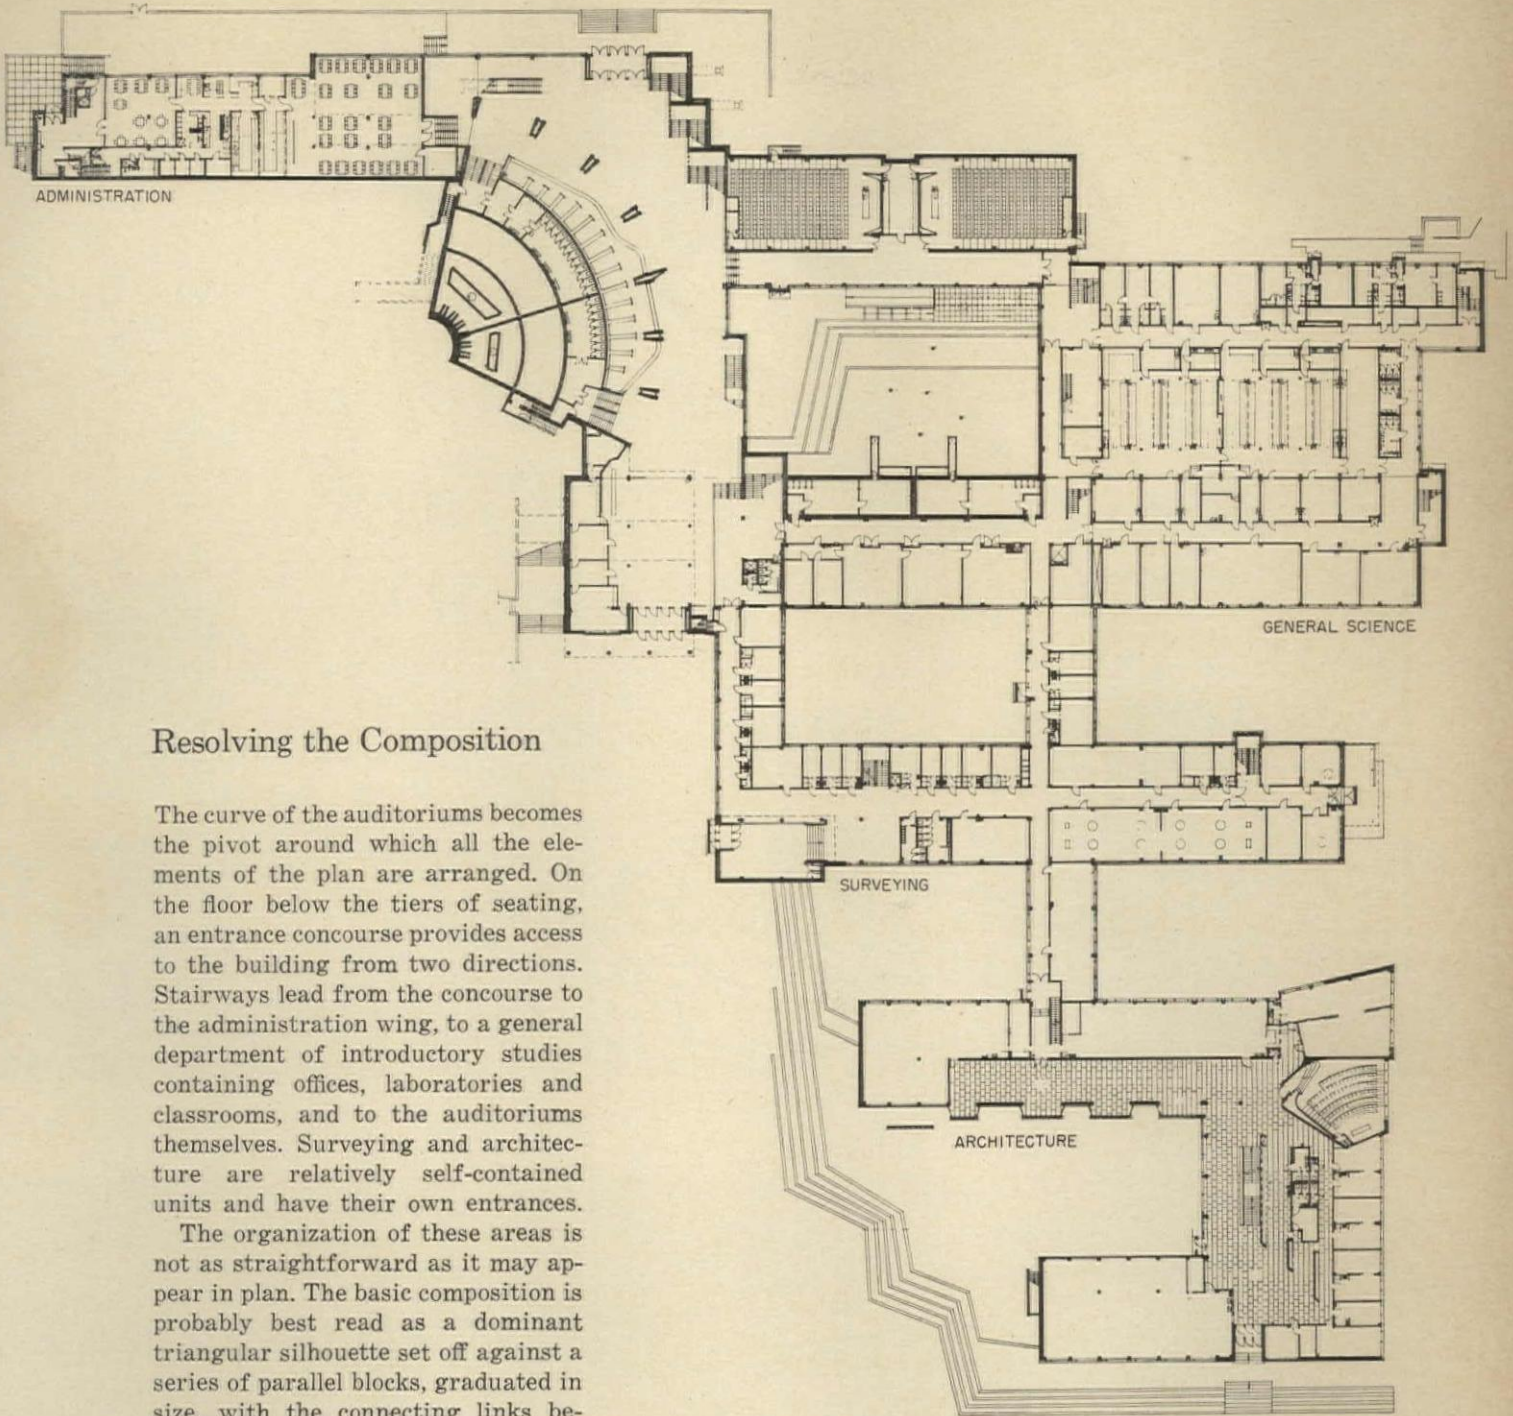 ADMINISTRATION
GENERAL SCIENCE
SURVEYING
ARCHITECTURE
Resolving the Composition
The curve of the auditoriums becomes
the pivot around which all the ele-
ments of the plan are arranged. On
the floor below the tiers of seating,
an entrance concourse provides access
to the building from two directions.
Stairways lead from the concourse to
the administration wing, to a general
department of introductory studies
containing offices, laboratories and
classrooms, and to the auditoriums
themselves. Surveying and architec-
ture are relatively self-contained
units and have their own entrances.
The organization of these areas is
not as straightforward as it may ap-
pear in plan. The basic composition is
probably best read as a dominant
triangular silhouette set off against a
series of parallel blocks, graduated in
size, with the connecting links be-